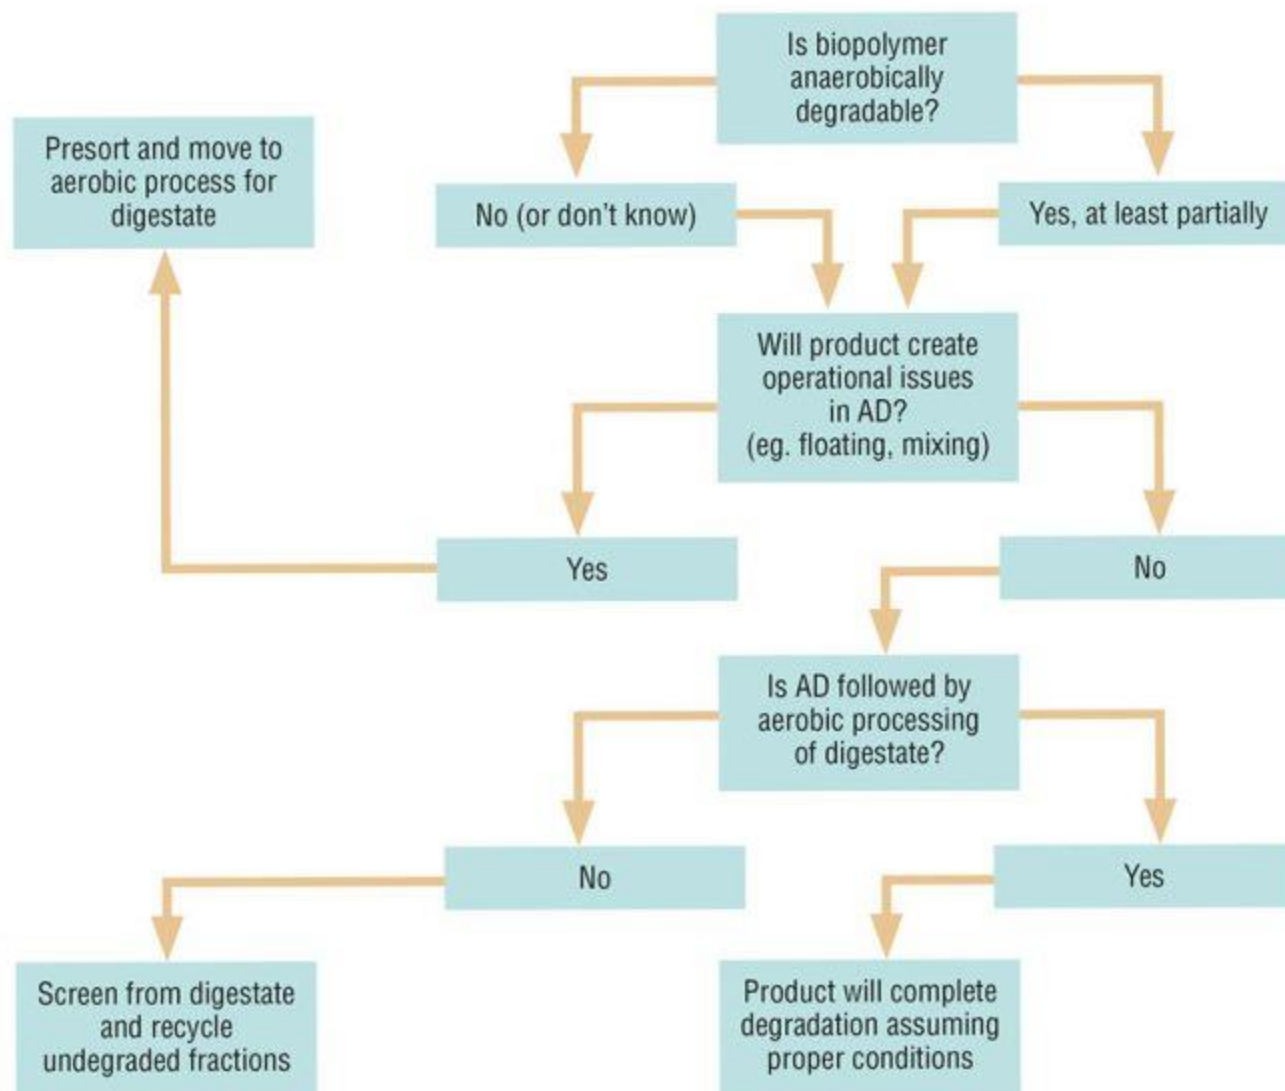 Is biopolymer
anaerobically
degradable?
Presort and move to
aerobic process for
digestate
No (or don't know)
Yes, at least partially
Will product create
operational issues
in AD?
(eg. floating, mixing)
Yes
No
Is AD followed by
aerobic processing
of digestate?
No
Yes
Screen from digestate
and recycle
undegraded fractions
Product will complete
degradation assuming
proper conditions